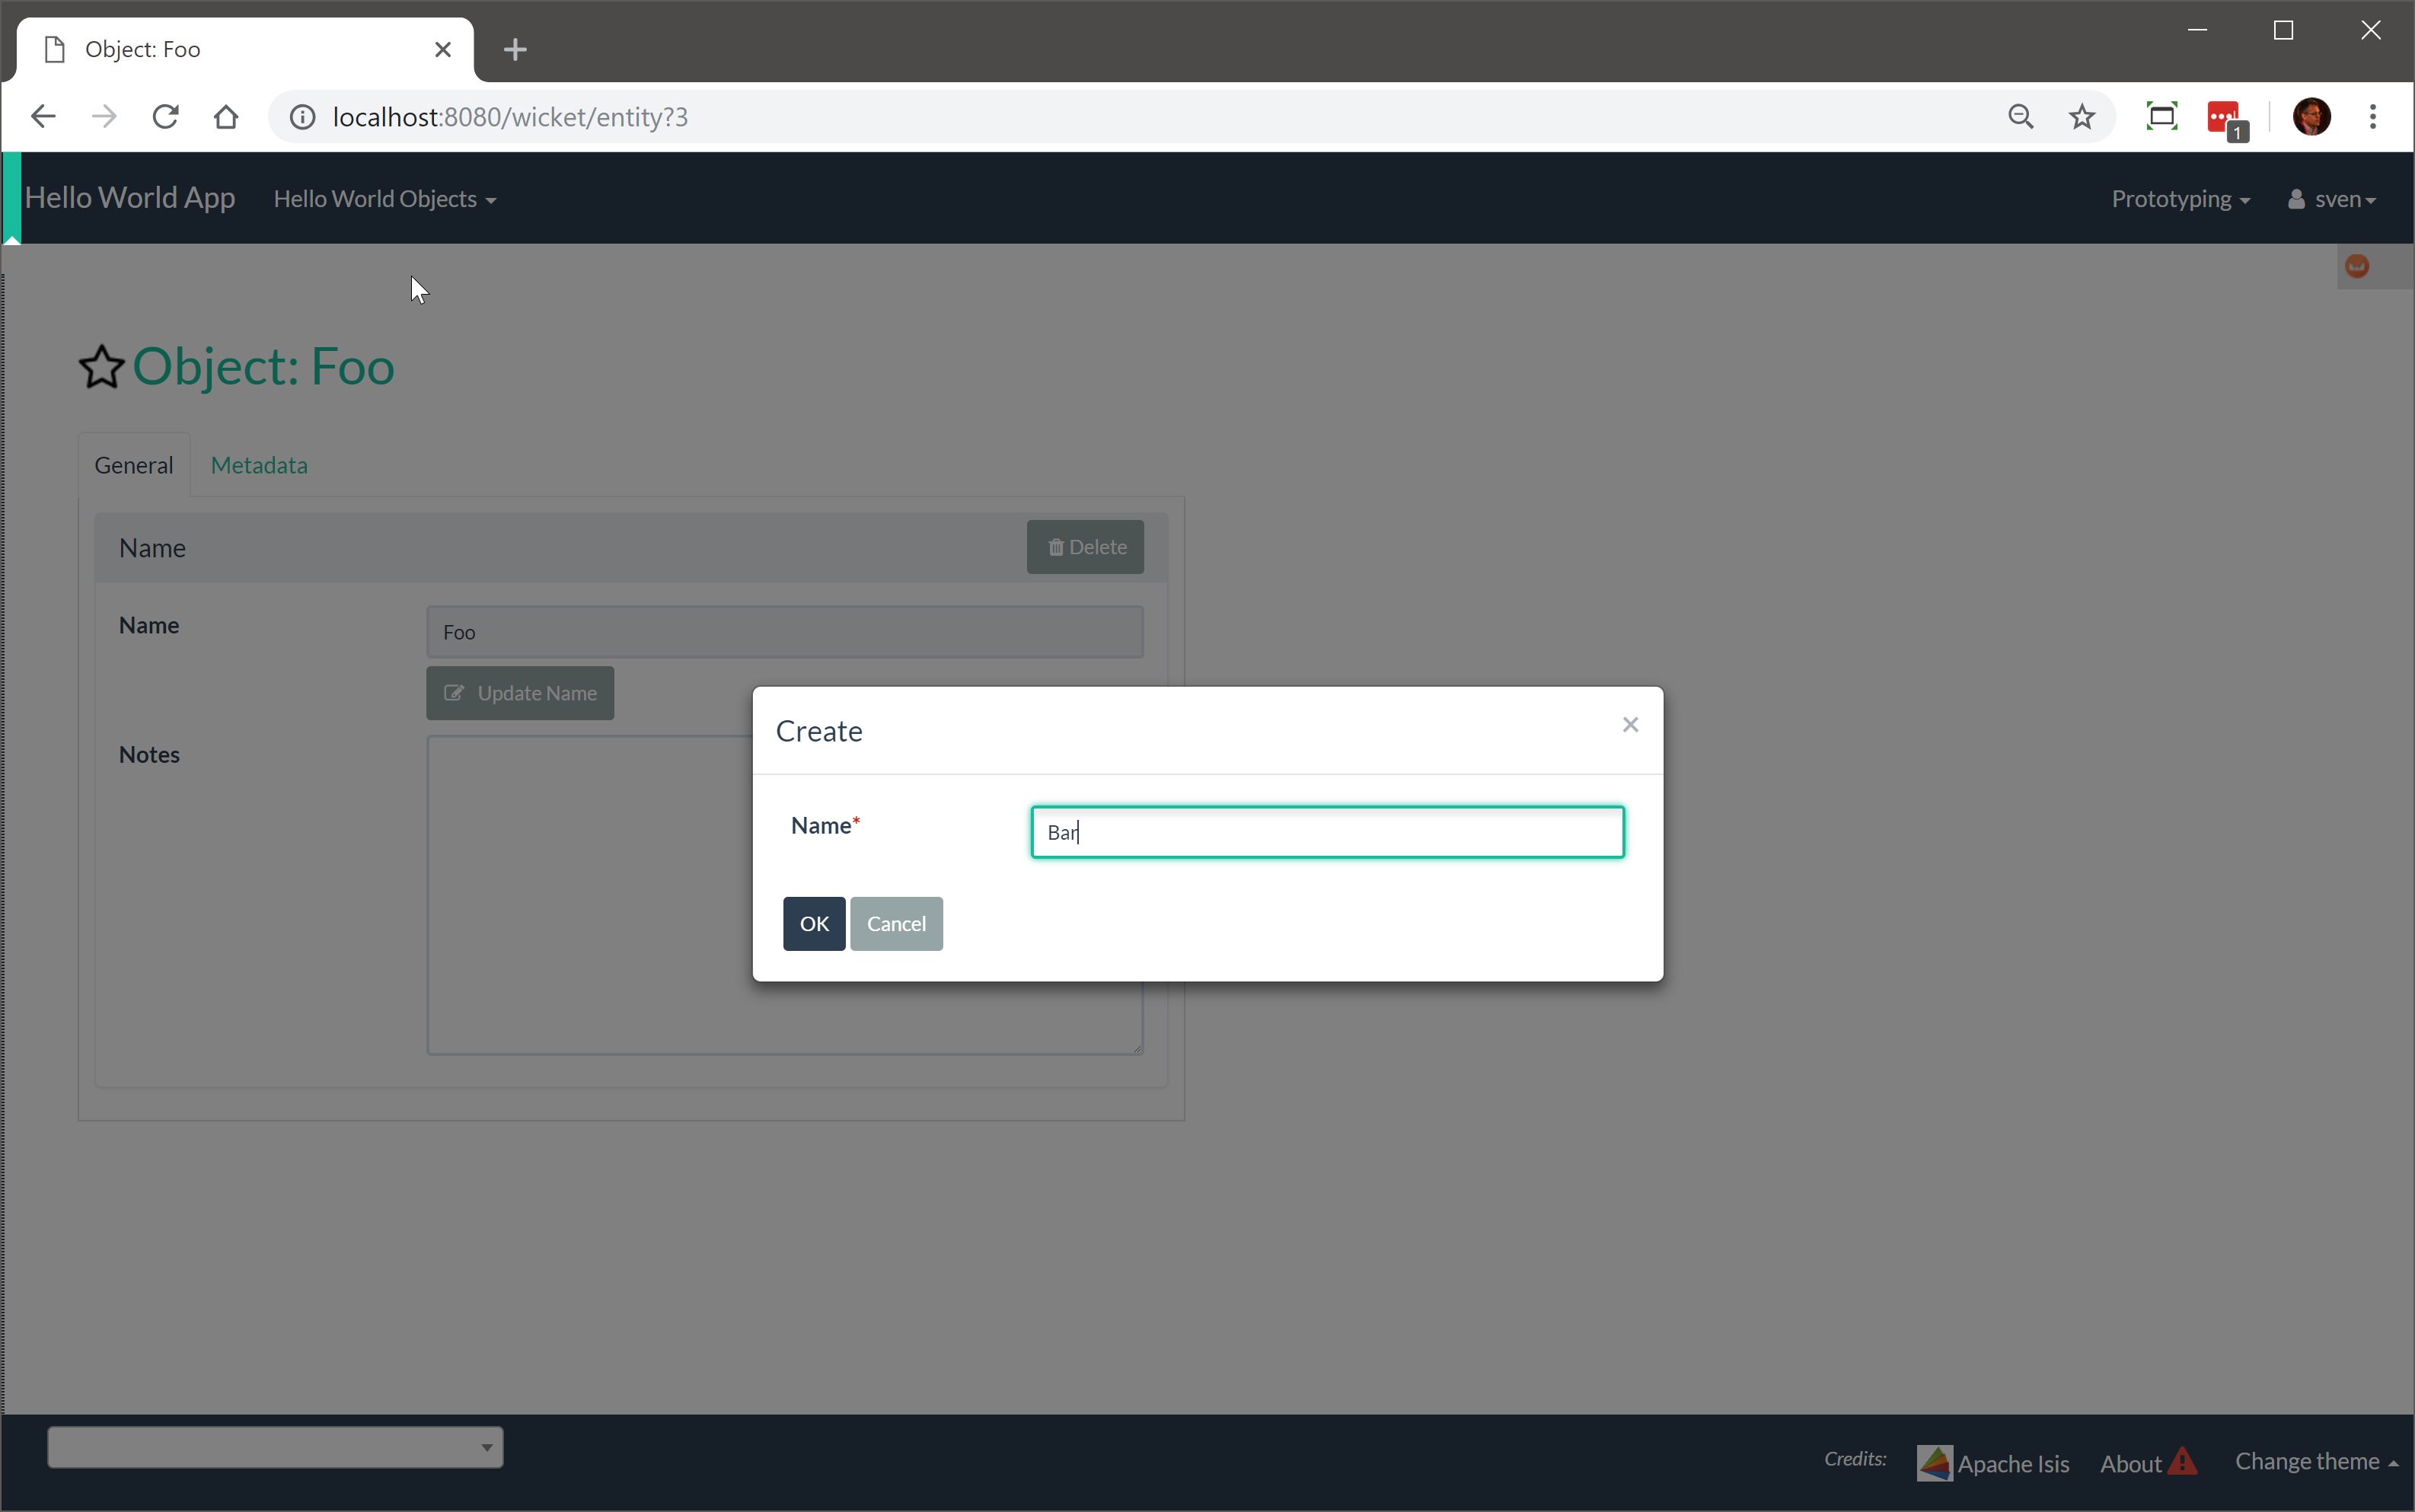 Object: Foo
localhost:8080/wicket/entity?3
1
Hello World App
Hello World Objects
Prototyping
sven
Object: Foo
General
Metadata
Name
Delete
Name
Foo
Update Name
Notes
Create
Name*
Bar
OK
Cancel
Credits:
Apache Isis
About
Change theme